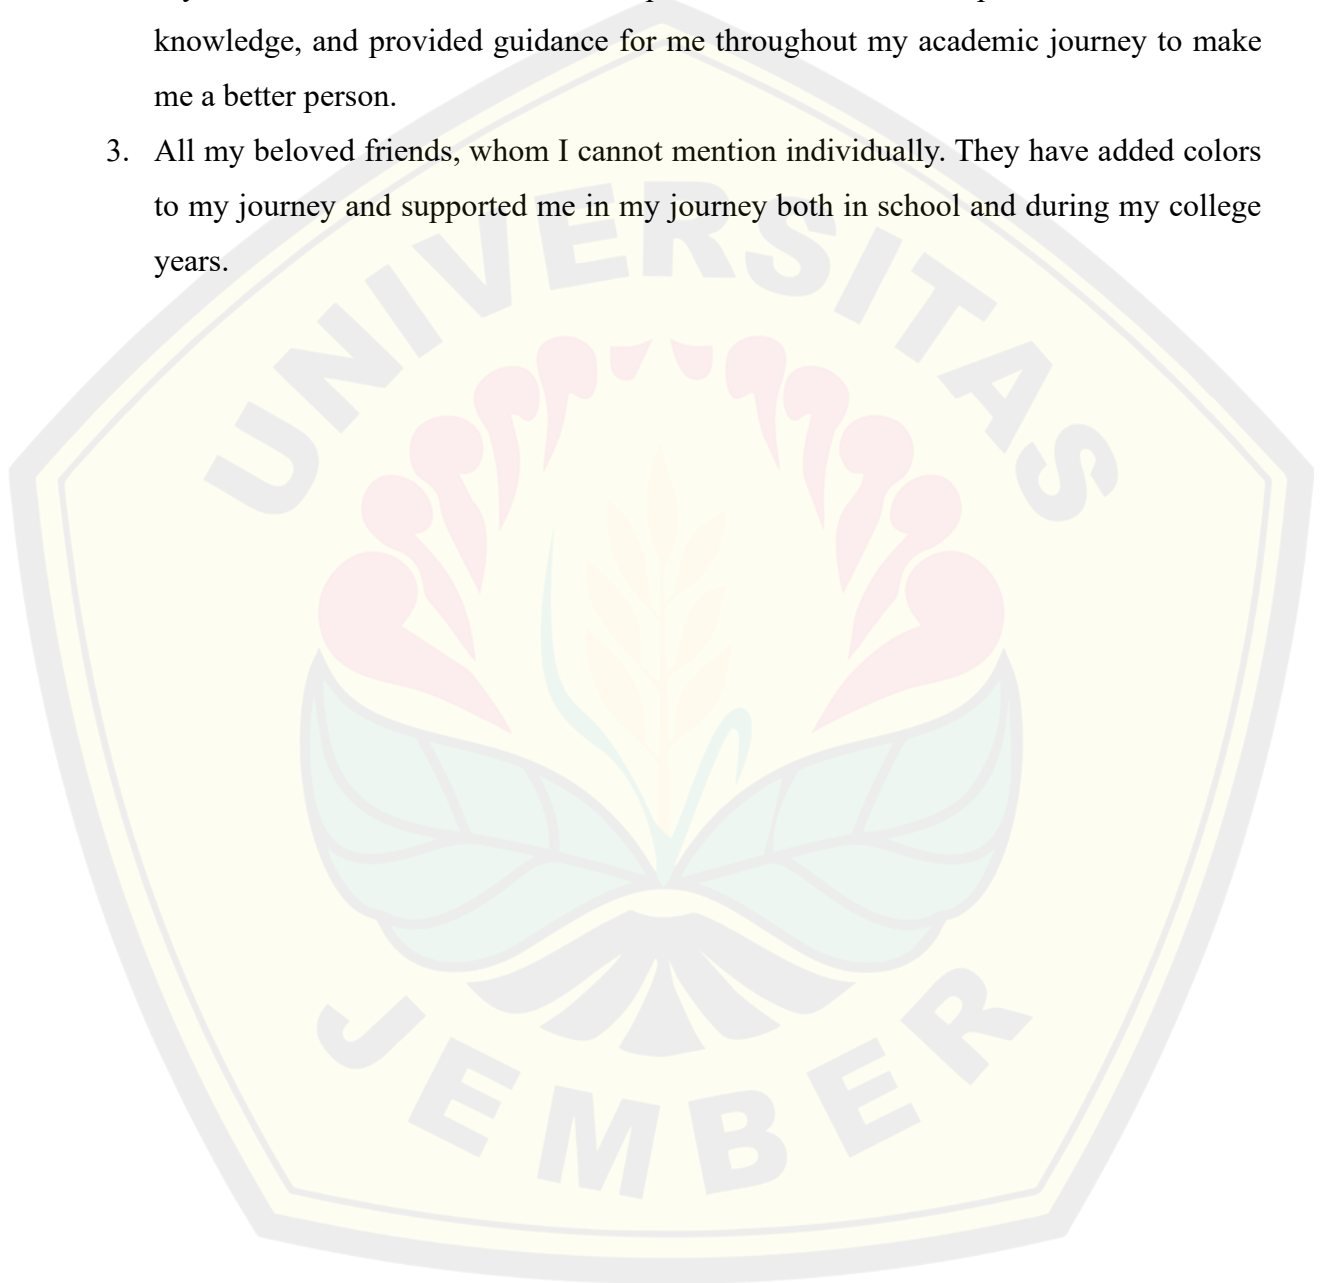 knowledge, and provided guidance for me throughout my academic journey to make
me a better person.
3. All my beloved friends, whom I cannot mention individually. They have added colors
to my journey and supported me in my journey both in school and during my college
years.
UNIVERSITAS
JEMBER